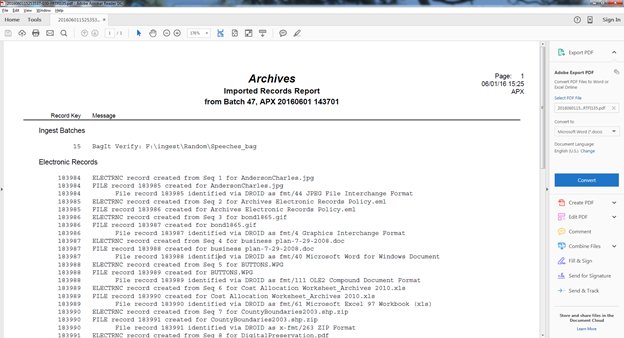 20160601152531537-030-RTF0135.pdf - Adobe Acrobat Reader DC
File Edit View Window Help
Home Tools 2016060115253353... Sign In
1 / 3 176%
Archives
Imported Records Report
from Batch 47, APX 20160601 143701
Page: 1
06/01/16 15:25
APX
Record Key Message
Ingest Batches
15 BagIt Verify: F:\ingest\Random\Speeches_bag
Electronic Records
183984 ELECTRNC record created from Seq 1 for AndersonCharles.jpg
183984 FILE record 183985 created for AndersonCharles.jpg
183984 File record 183985 identified via DROID as fmt/44 JPEG File Interchange Format
183985 ELECTRNC record created from Seq 2 for Archives Electronic Records Policy.eml
183985 FILE record 183986 created for Archives Electronic Records Policy.eml
183986 ELECTRNC record created from Seq 3 for bond1865.gif
183986 FILE record 183987 created for bond1865.gif
183986 File record 183987 identified via DROID as fmt/4 Graphics Interchange Format
183987 ELECTRNC record created from Seq 4 for business plan-7-29-2008.doc
183987 FILE record 183988 created for business plan-7-29-2008.doc
183987 File record 183988 identified via DROID as fmt/40 Microsoft Word for Windows Document
183988 ELECTRNC record created from Seq 5 for BUTTONS.WPG
183988 FILE record 183989 created for BUTTONS.WPG
183988 File record 183989 identified via DROID as fmt/111 OLE2 Compound Document Format
183989 ELECTRNC record created from Seq 6 for Cost Allocation Worksheet_Archives 2010.xls
183989 FILE record 183990 created for Cost Allocation Worksheet_Archives 2010.xls
183989 File record 183990 identified via DROID as fmt/61 Microsoft Excel 97 Workbook (xls)
183990 ELECTRNC record created from Seq 7 for CountyBoundaries2003.shp.zip
183990 FILE record 183991 created for CountyBoundaries2003.shp.zip
183990 File record 183991 identified via DROID as x-fmt/263 ZIP Format
183991 ELECTRNC record created from Seq 8 for DigitalPreservation.pdf
Export PDF
Adobe Export PDF
Convert PDF Files to Word or Excel Online
Select PDF File
2016060115...RTF0135.pdf
Convert to
Microsoft Word (*.docx)
Document Language:
English (U.S.) Change
Convert
Create PDF
Edit PDF
Comment
Combine Files
Fill & Sign
Send for Signature
Send & Track
Store and share files in the Document Cloud
Learn More